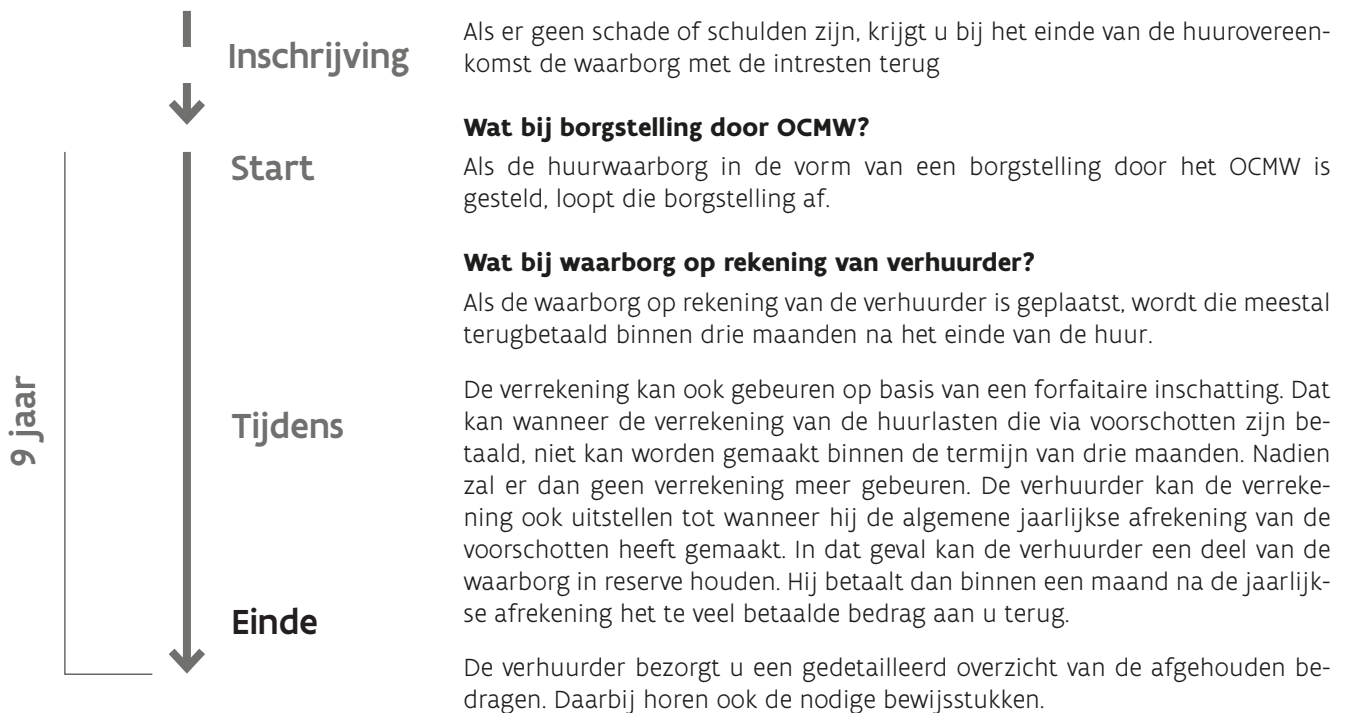 Inschrijving
Start
9 jaar
Tijdens
Einde
Als er geen schade of schulden zijn, krijgt u bij het einde van de huurovereen-
komst de waarborg met de intresten terug
Wat bij borgstelling door OCMW?
Als de huurwaarborg in de vorm van een borgstelling door het OCMW is
gesteld, loopt die borgstelling af.
Wat bij waarborg op rekening van verhuurder?
Als de waarborg op rekening van de verhuurder is geplaatst, wordt die meestal
terugbetaald binnen drie maanden na het einde van de huur.
De verrekening kan ook gebeuren op basis van een forfaitaire inschatting. Dat
kan wanneer de verrekening van de huurlasten die via voorschotten zijn be-
taald, niet kan worden gemaakt binnen de termijn van drie maanden. Nadien
zal er dan geen verrekening meer gebeuren. De verhuurder kan de verreke-
ning ook uitstellen tot wanneer hij de algemene jaarlijkse afrekening van de
voorschotten heeft gemaakt. In dat geval kan de verhuurder een deel van de
waarborg in reserve houden. Hij betaalt dan binnen een maand na de jaarlijk-
se afrekening het te veel betaalde bedrag aan u terug.
De verhuurder bezorgt u een gedetailleerd overzicht van de afgehouden be-
dragen. Daarbij horen ook de nodige bewijsstukken.